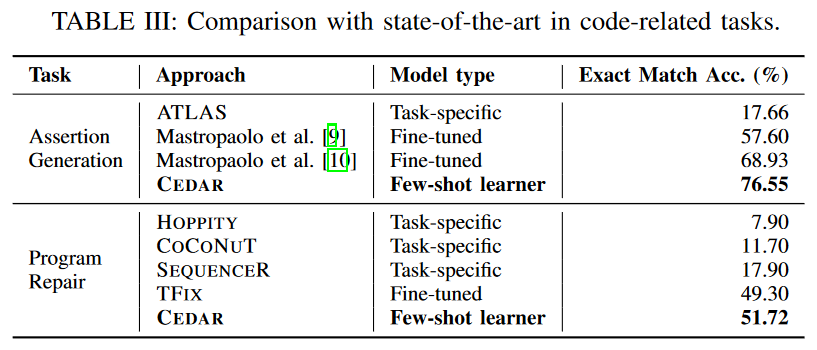 TABLE III: Comparison with state-of-the-art in code-related tasks.
Task Approach Model type Exact Match Acc. (%)
Assertion Generation
ATLAS Task-specific 17.66
Mastropaolo et al. [9] Fine-tuned 57.60
Mastropaolo et al. [10] Fine-tuned 68.93
CEDAR Few-shot learner 76.55
Program Repair
HOPPITY Task-specific 7.90
COCONUT Task-specific 11.70
SEQUENCER Task-specific 17.90
TFIX Fine-tuned 49.30
CEDAR Few-shot learner 51.72